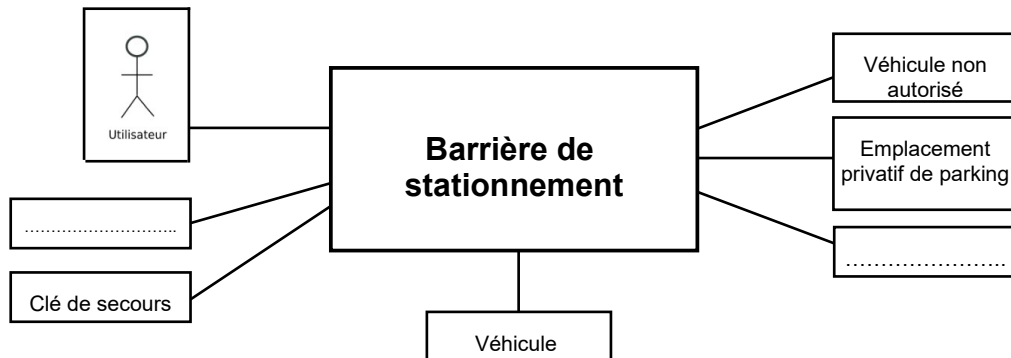 Utilisateur
Barrière de
stationnement
Véhicule non
autorisé
Emplacement
privatif de parking
...............................
Clé de secours
........................
Véhicule